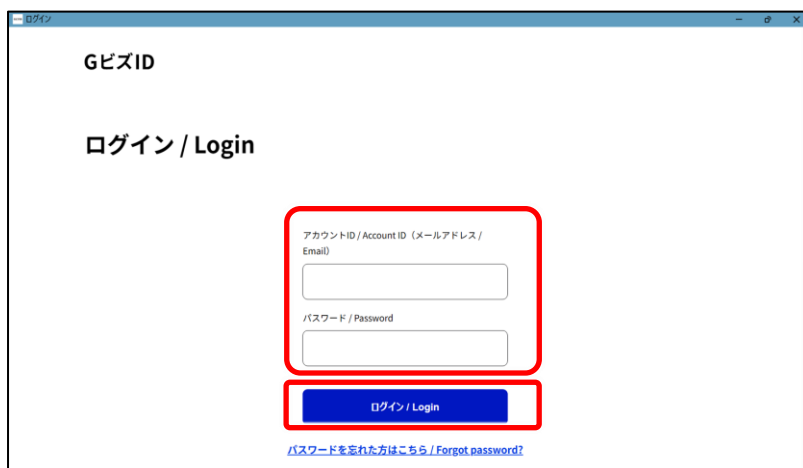 ログイン
GビズID
ログイン / Login
アカウントID / Account ID（メールアドレス /
Email）
パスワード / Password
ログイン / Login
パスワードを忘れた方はこちら / Forgot password?